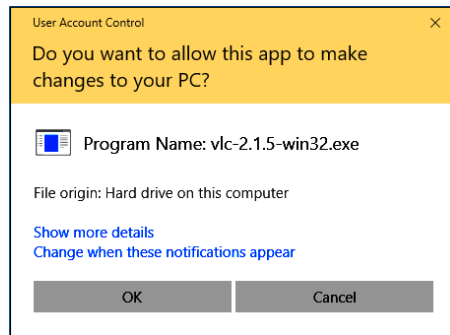 User Account Control
Do you want to allow this app to make
changes to your PC?
Program Name: vlc-2.1.5-win32.exe
File origin: Hard drive on this computer
Show more details
Change when these notifications appear
OK
Cancel